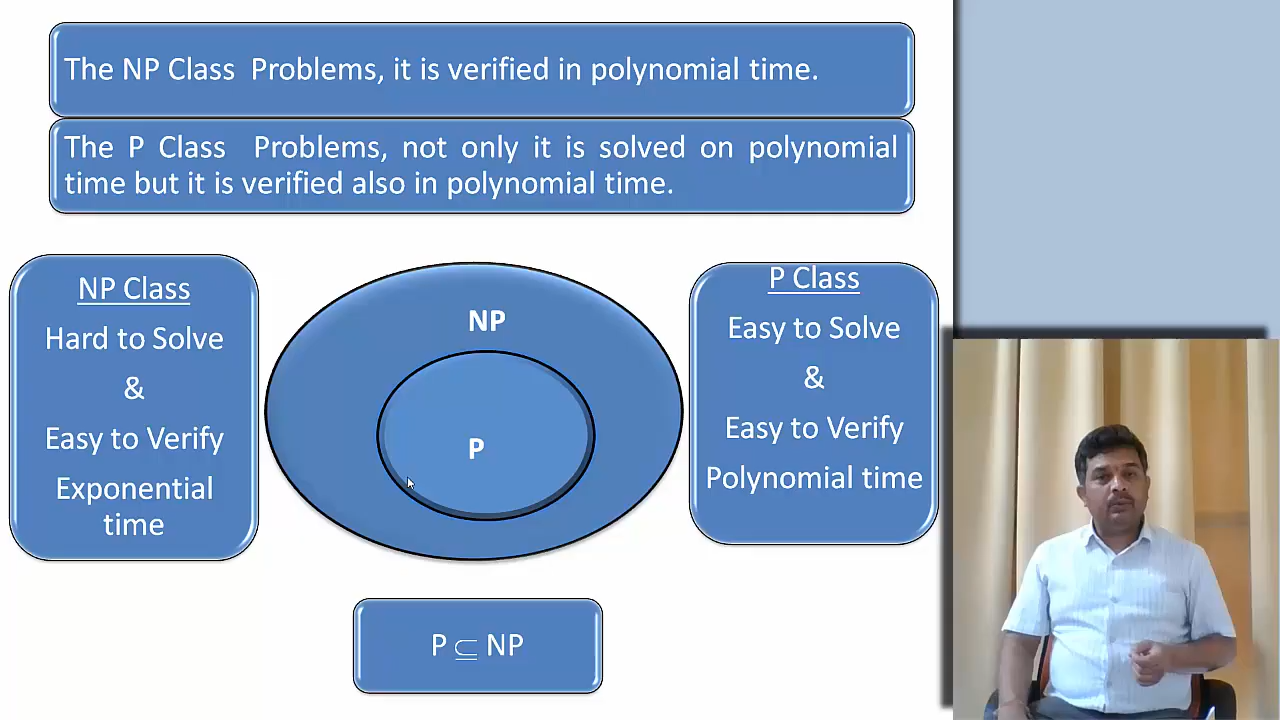 The NP Class Problems, it is verified in polynomial time.
The P Class Problems, not only it is solved on polynomial
time but it is verified also in polynomial time.
NP Class
Hard to Solve
&
Easy to Verify
Exponential
time
NP
P
P Class
Easy to Solve
&
Easy to Verify
Polynomial time
P ⊆ NP